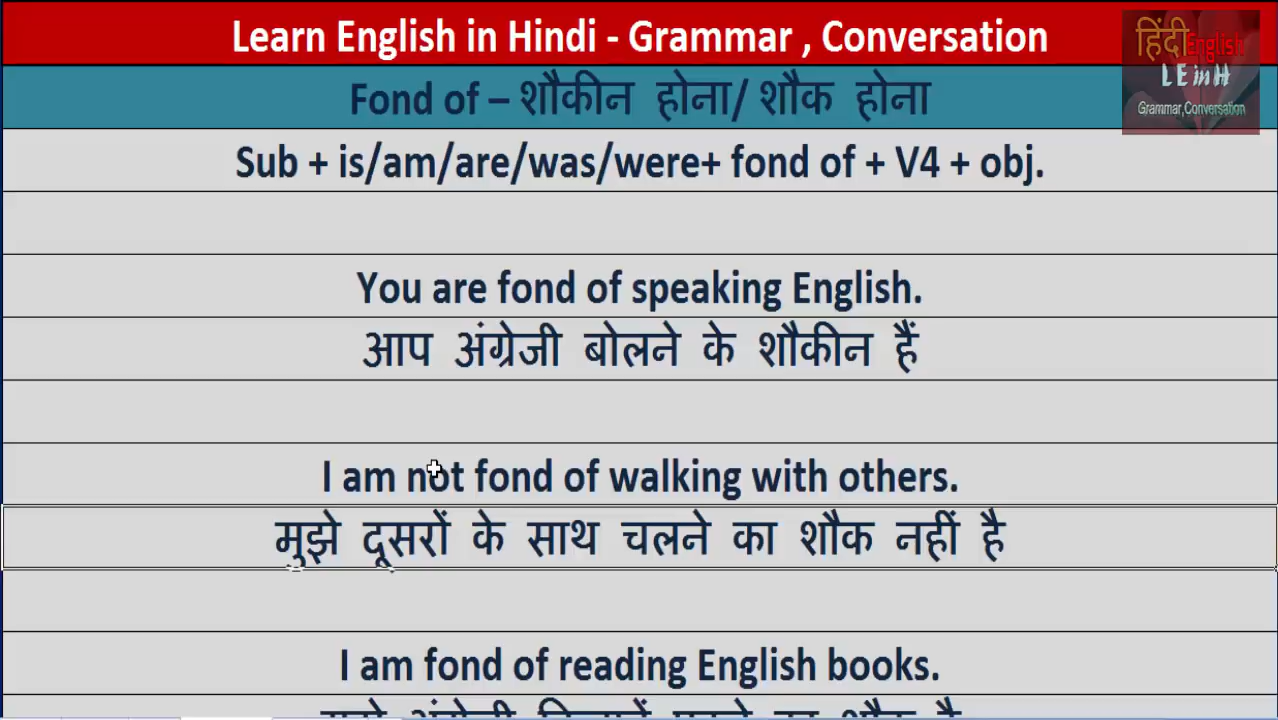 Learn English in Hindi - Grammar , Conversation
हिंदी English
L E in H
Grammar,Conversation
Fond of – शौकीन होना/ शौक होना
Sub + is/am/are/was/were+ fond of + V4 + obj.
You are fond of speaking English.
आप अंग्रेजी बोलने के शौकीन हैं
I am not fond of walking with others.
मुझे दूसरों के साथ चलने का शौक नहीं है
I am fond of reading English books.